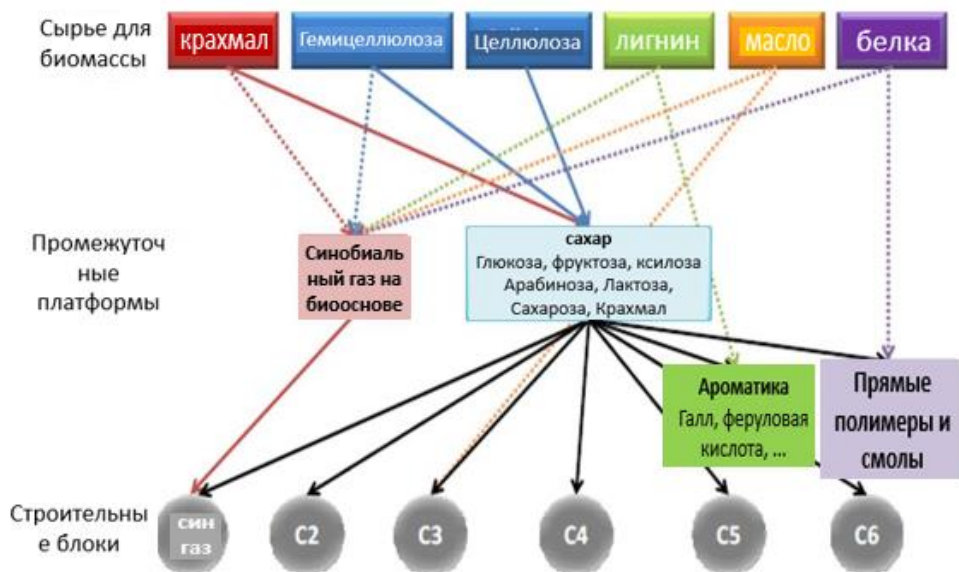 Сырье для
биомассы
крахмал
Гемицеллюлоза
Целлюлоза
лигнин
масло
белка
Промежуточ
ные
платформы
Синобиаль
ный газ на
биооснове
сахар
Глюкоза, фруктоза, ксилоза
Арабиноза, Лактоза,
Сахароза, Крахмал
Ароматика
Галл, феруловая
кислота, ...
Прямые
полимеры и
смолы
Строительны
е блоки
син
газ
C2
C3
C4
C5
C6